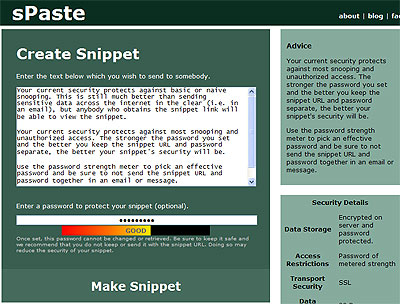 sPaste
about | blog | fa
Create Snippet
Enter the text below which you wish to send to somebody.
Your current security protects against basic or naive
snooping. This is still much better than sending
sensitive data across the internet in the clear (i.e. in
an email), but anybody who obtains the snippet link will
be able to view the snippet.
Your current security protects against most snooping and
unauthorized access. The stronger the password you set
and the better you keep the snippet URL and password
separate, the better your snippet's security will be.
Use the password strength meter to pick an effective
password and be sure to not send the snippet URL and
password together in an email or message.
Enter a password to protect your snippet (optional).
•••••••••
GOOD
Once set, this password cannot be changed or retrieved. Be sure to keep it safe and
we recommend that you do not keep or send it with the snippet URL. Doing so may
reduce the security of your snippet.
Make Snippet
Advice
Your current security protects
against most snooping and
unauthorized access. The
stronger the password you set
and the better you keep the
snippet URL and password
separate, the better your
snippet's security will be.
Use the password strength
meter to pick an effective
password and be sure to not
send the snippet URL and
password together in an email
or message.
Security Details
Data Storage Encrypted on server and password protected.
Access Restrictions Password of metered strength
Transport Security SSL
Data